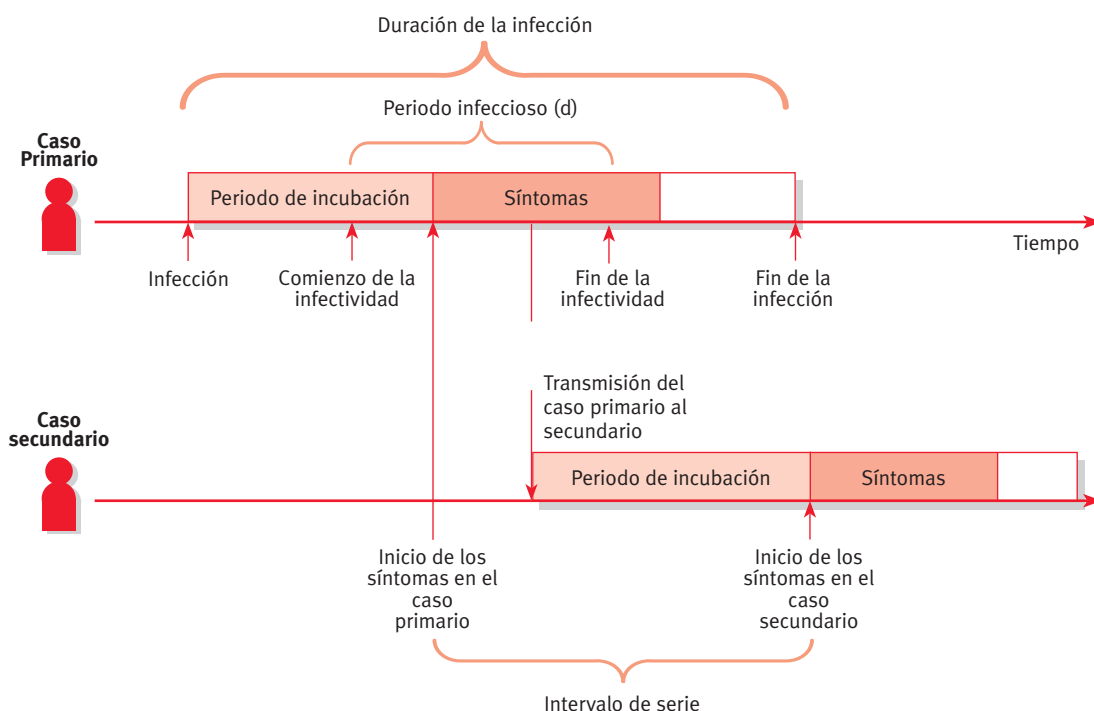 Duración de la infección
Periodo infeccioso (d)
Caso
Primario
Periodo de incubación
Síntomas
Tiempo
Infección
Comienzo de la
infectividad
Fin de la
infectividad
Fin de la
infección
Transmisión del
caso primario al
secundario
Caso
secundario
Periodo de incubación
Síntomas
Inicio de los
síntomas en el
caso
primario
Inicio de los
síntomas en el
caso
secundario
Intervalo de serie